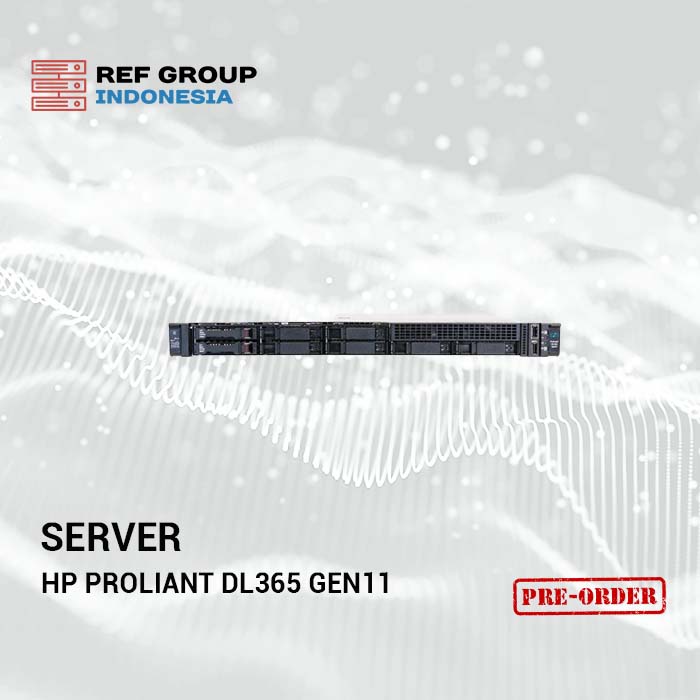 REF GROUP
INDONESIA
SERVER
HP PROLIANT DL365 GEN11
PRE-ORDER